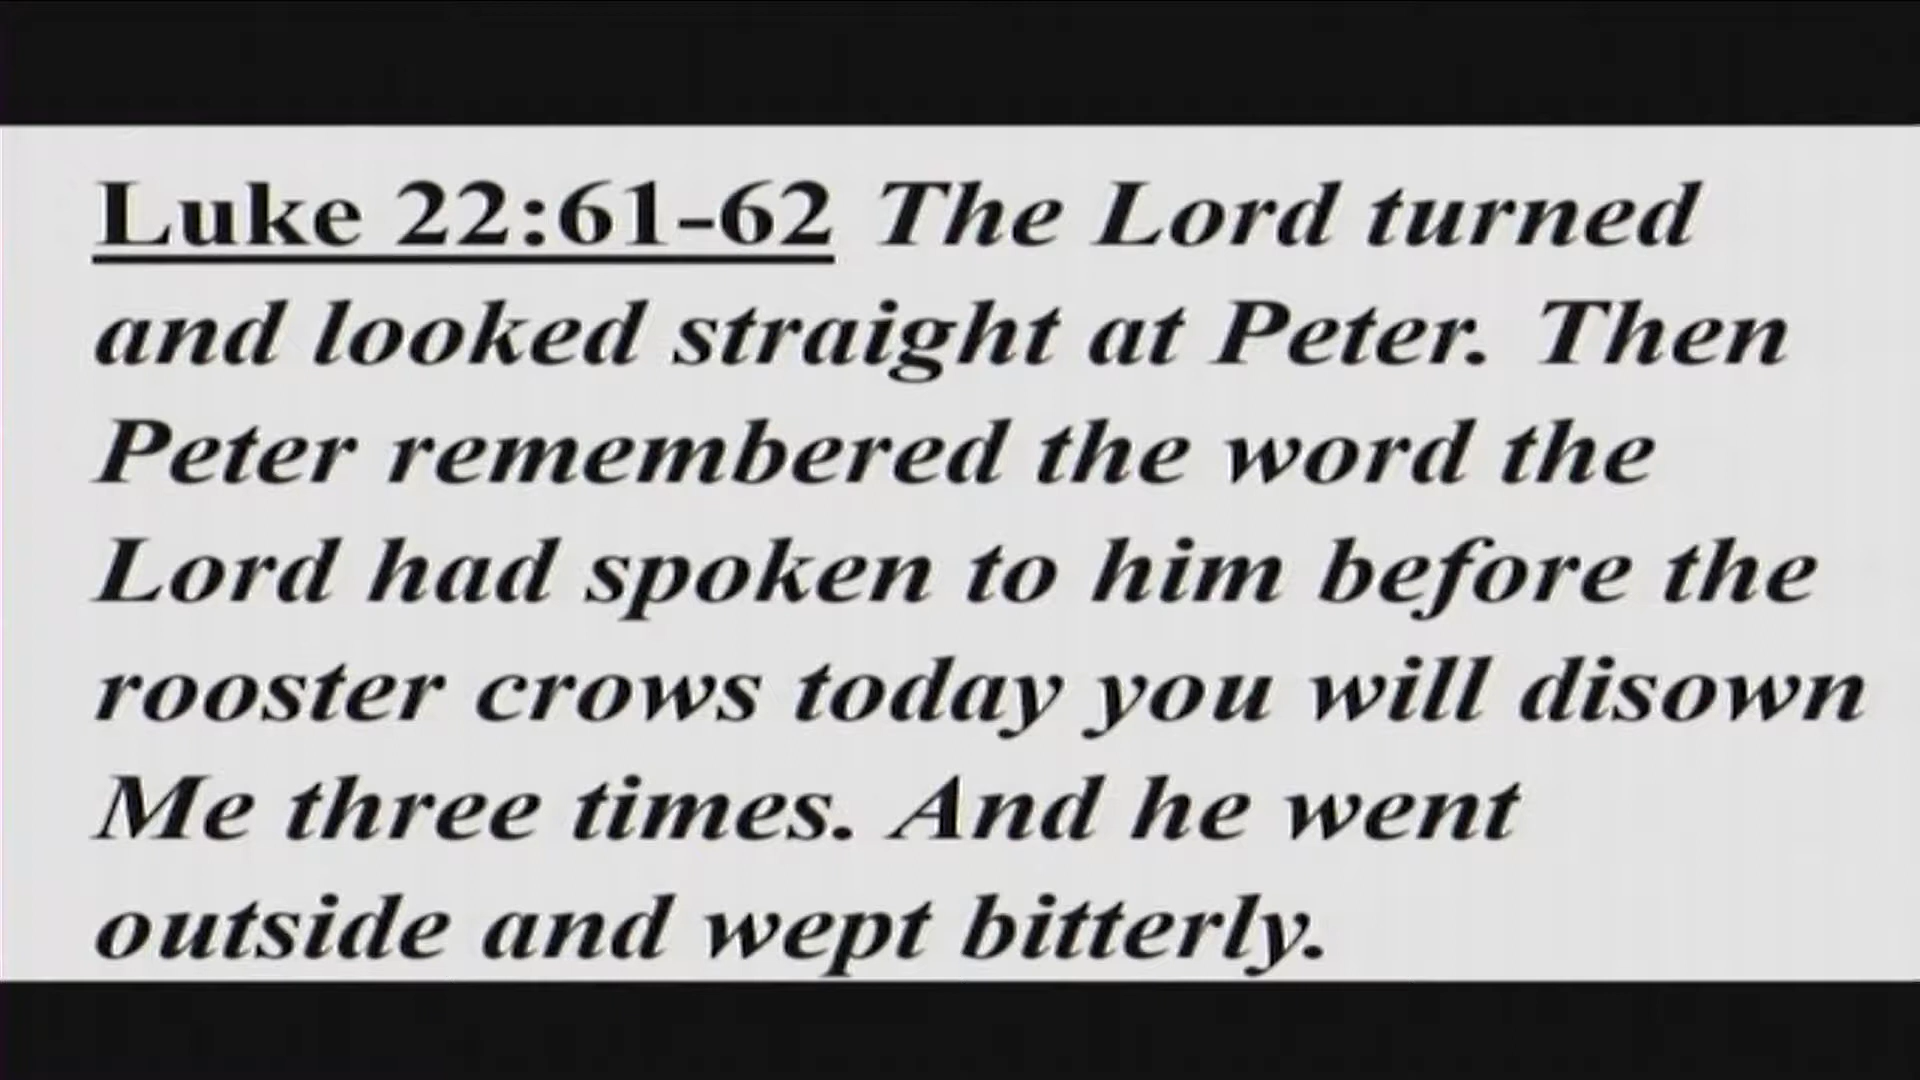 Luke 22:61-62 The Lord turned
and looked straight at Peter. Then
Peter remembered the word the
Lord had spoken to him before the
rooster crows today you will disown
Me three times. And he went
outside and wept bitterly.